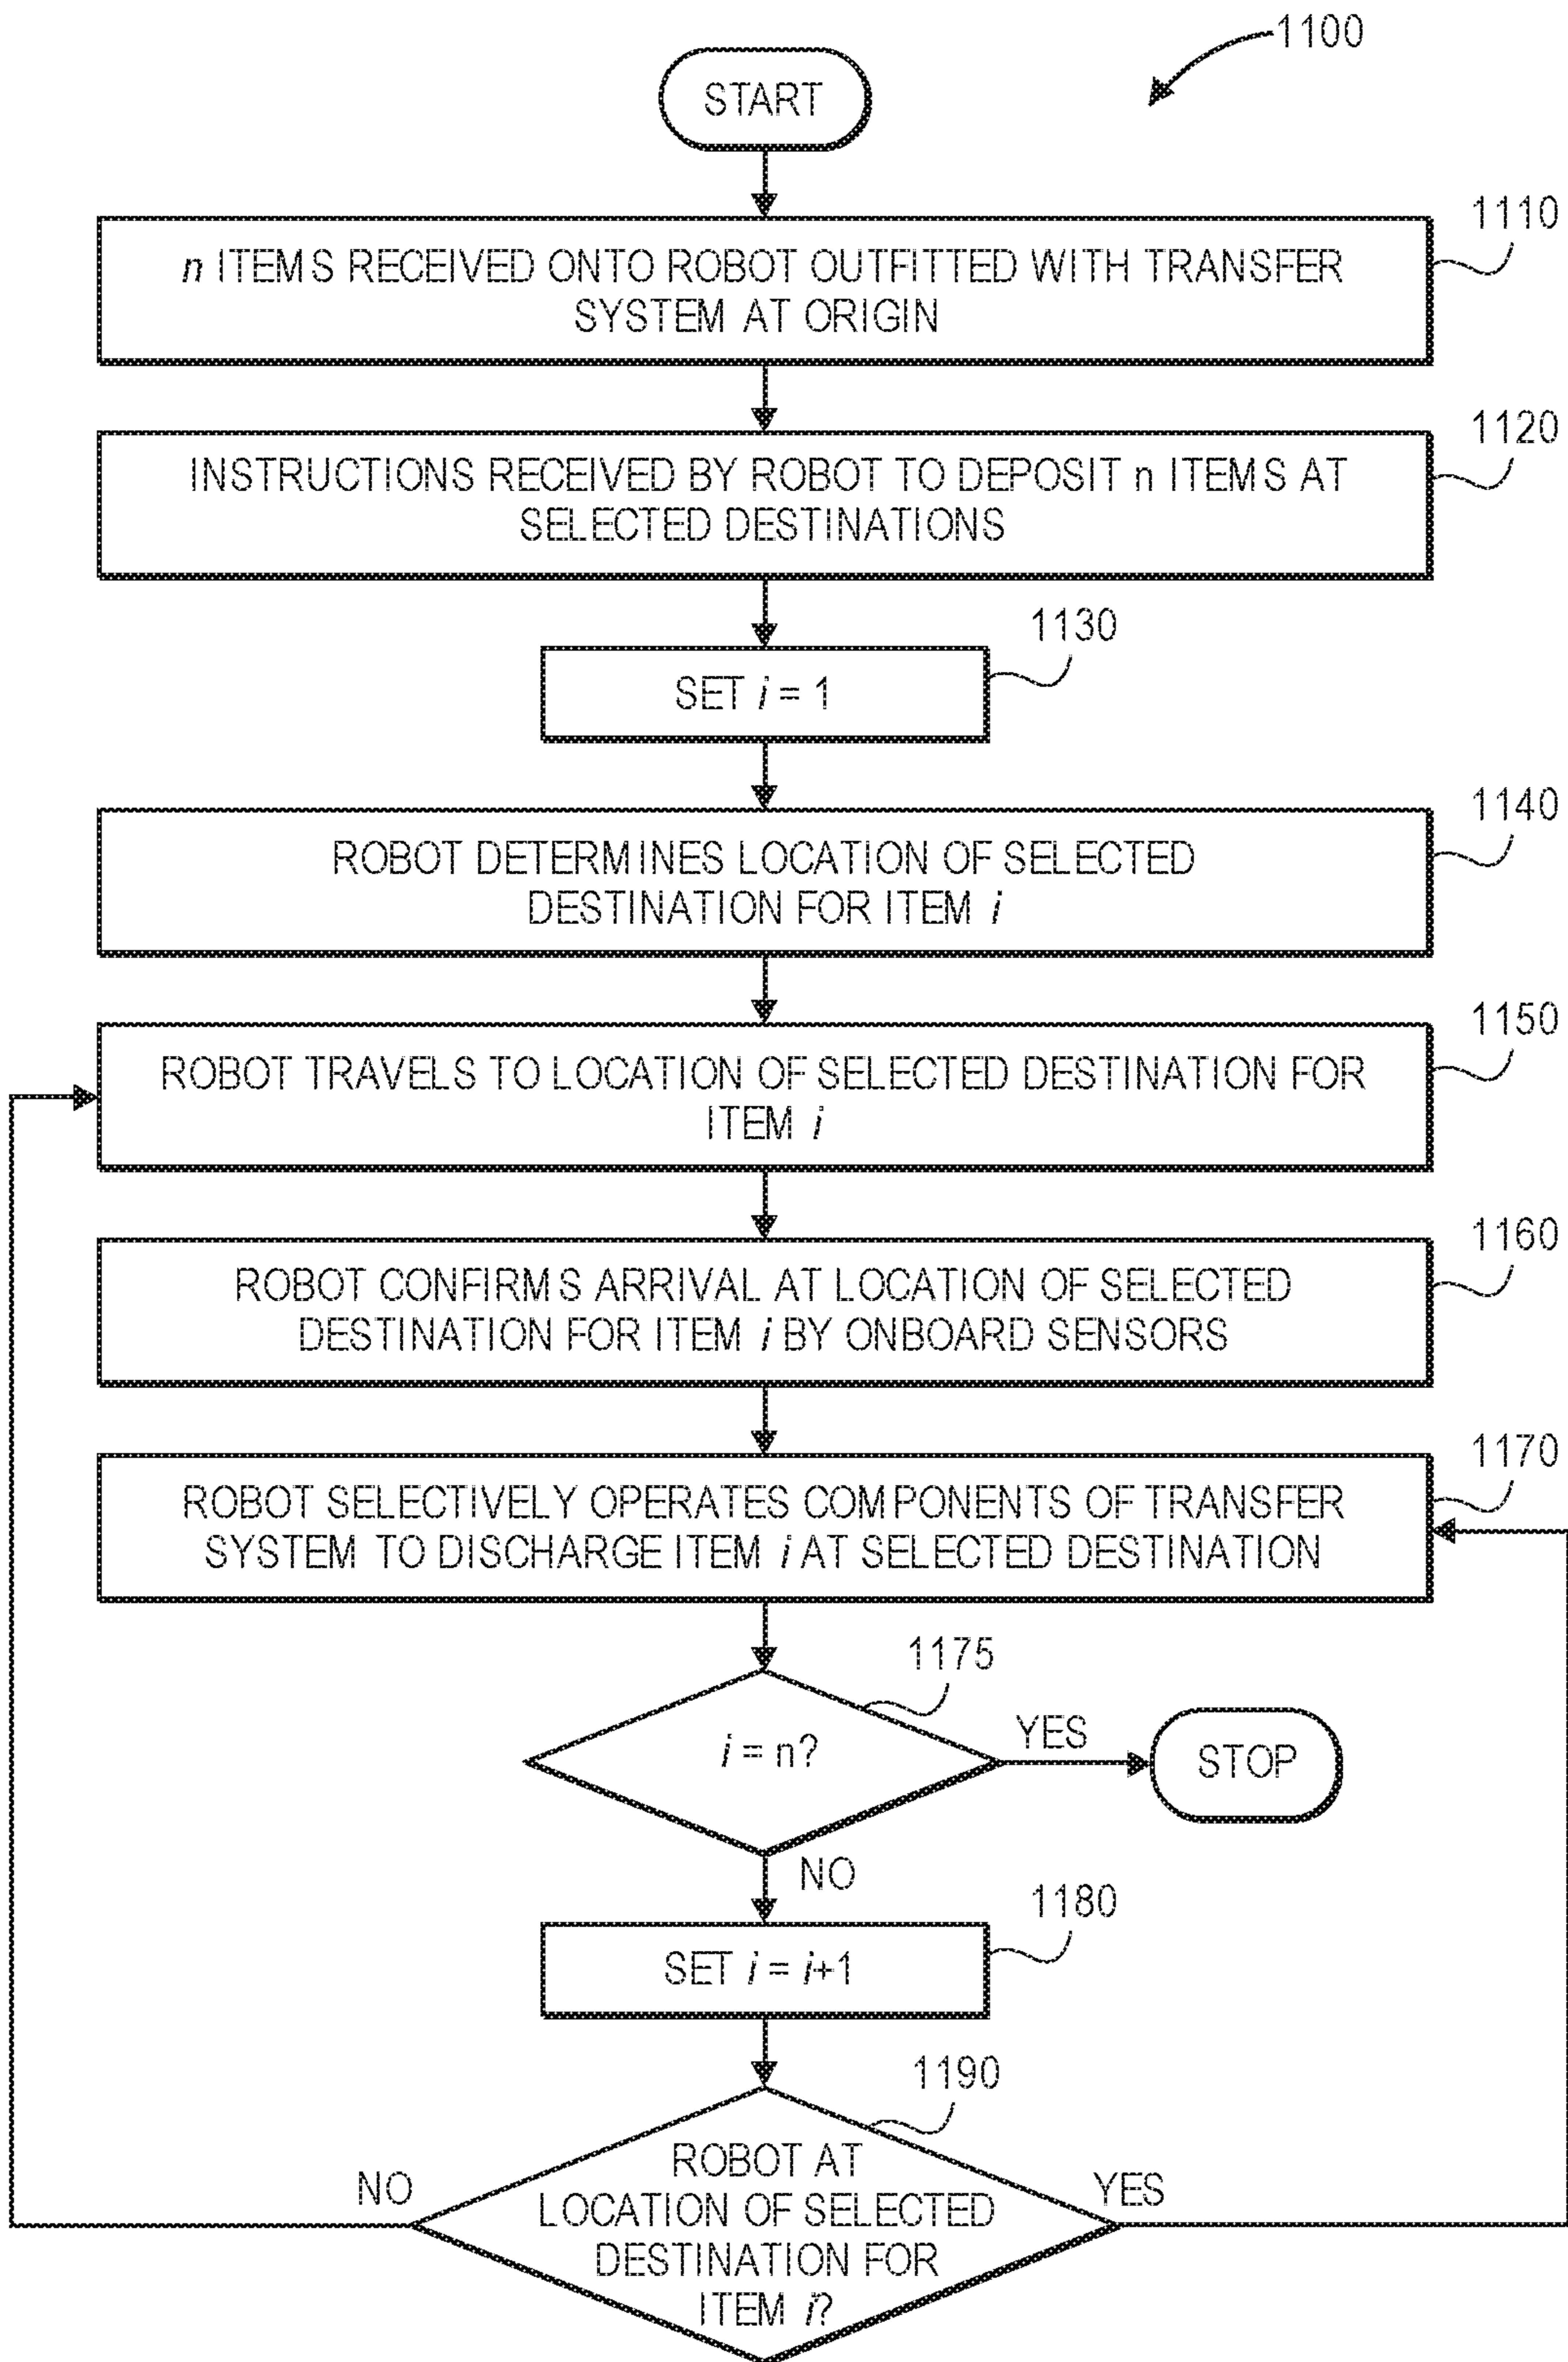 1100
START
1110
n ITEMS RECEIVED ONTO ROBOT OUTFITTED WITH TRANSFER
SYSTEM AT ORIGIN
1120
INSTRUCTIONS RECEIVED BY ROBOT TO DEPOSIT n ITEMS AT
SELECTED DESTINATIONS
1130
SET i = 1
1140
ROBOT DETERMINES LOCATION OF SELECTED
DESTINATION FOR ITEM i
1150
ROBOT TRAVELS TO LOCATION OF SELECTED DESTINATION FOR
ITEM i
1160
ROBOT CONFIRMS ARRIVAL AT LOCATION OF SELECTED
DESTINATION FOR ITEM i BY ONBOARD SENSORS
1170
ROBOT SELECTIVELY OPERATES COMPONENTS OF TRANSFER
SYSTEM TO DISCHARGE ITEM i AT SELECTED DESTINATION
1175
i = n?
YES
STOP
NO
1180
SET i = i+1
1190
ROBOT AT
LOCATION OF SELECTED
DESTINATION FOR
ITEM i?
NO
YES